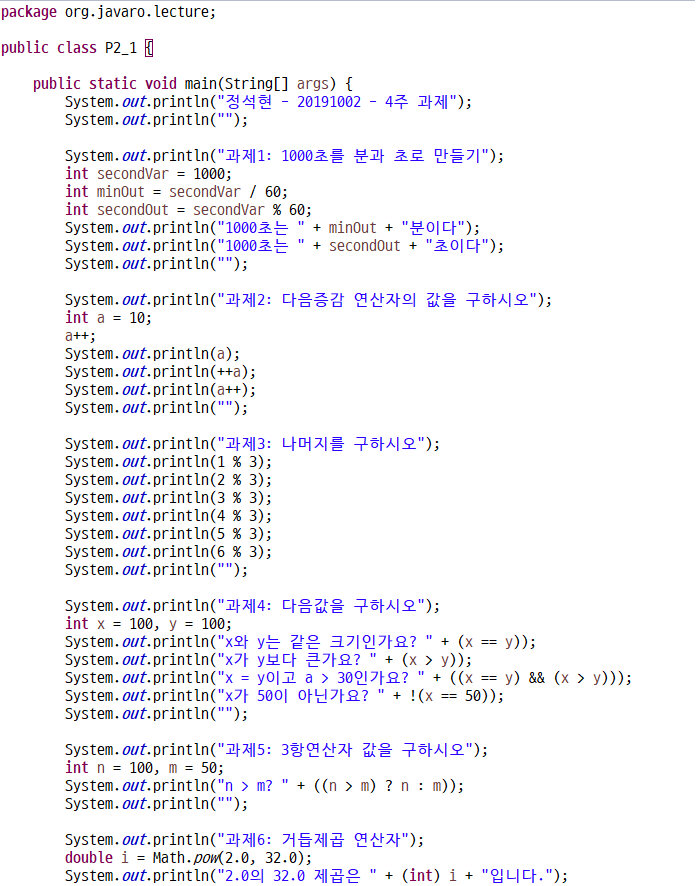 package org.javaro.lecture;
public class P2_1 {
public static void main(String[] args) {
System.out.println("정석현 - 20191002 - 4주 과제");
System.out.println("");
System.out.println("과제1: 1000초를 분과 초로 만들기");
int secondVar = 1000;
int minOut = secondVar / 60;
int secondOut = secondVar % 60;
System.out.println("1000초는 " + minOut + "분이다");
System.out.println("1000초는 " + secondOut + "초이다");
System.out.println("");
System.out.println("과제2: 다음증감 연산자의 값을 구하시오");
int a = 10;
a++;
System.out.println(a);
System.out.println(++a);
System.out.println(a++);
System.out.println("");
System.out.println("과제3: 나머지를 구하시오");
System.out.println(1 % 3);
System.out.println(2 % 3);
System.out.println(3 % 3);
System.out.println(4 % 3);
System.out.println(5 % 3);
System.out.println(6 % 3);
System.out.println("");
System.out.println("과제4: 다음값을 구하시오");
int x = 100, y = 100;
System.out.println("x와 y는 같은 크기인가요? " + (x == y));
System.out.println("x가 y보다 큰가요? " + (x > y));
System.out.println("x = y이고 a > 30인가요? " + ((x == y) && (x > y)));
System.out.println("x가 50이 아닌가요? " + !(x == 50));
System.out.println("");
System.out.println("과제5: 3항연산자 값을 구하시오");
int n = 100, m = 50;
System.out.println("n > m? " + ((n > m) ? n : m));
System.out.println("");
System.out.println("과제6: 거듭제곱 연산자");
double i = Math.pow(2.0, 32.0);
System.out.println("2.0의 32.0 제곱은 " + (int) i + "입니다.");